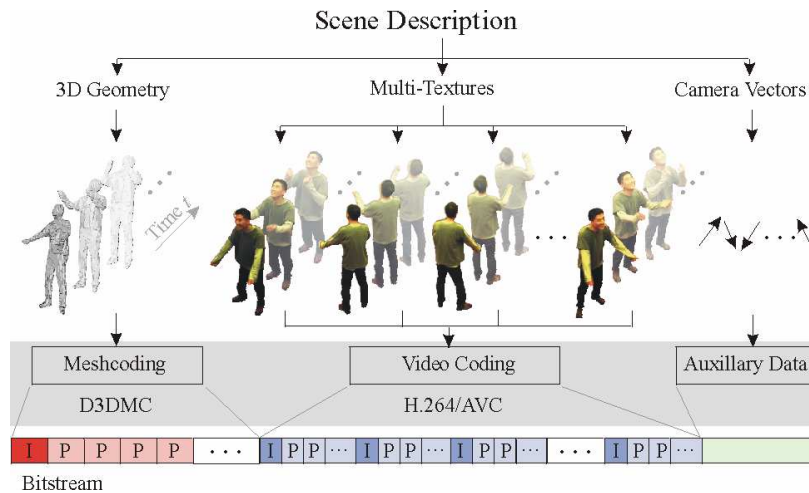 Scene Description
3D Geometry Multi-Textures Camera Vectors
Time t
Meshcoding Video Coding Auxillary Data
D3DMC H.264/AVC
I P P P P ... I P P ... I P P ... I P P ... ... I P P ...
Bitstream